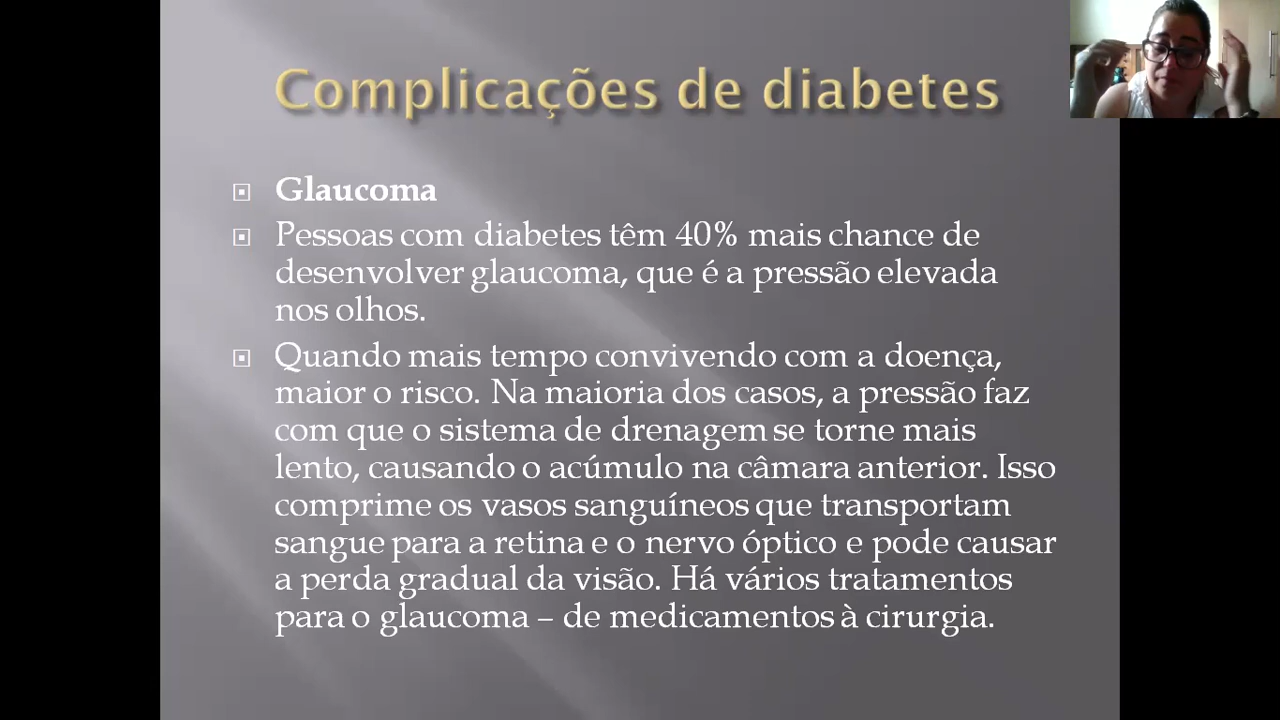 Complicações de diabetes
Glaucoma
Pessoas com diabetes têm 40% mais chance de
desenvolver glaucoma, que é a pressão elevada
nos olhos.
Quando mais tempo convivendo com a doença,
maior o risco. Na maioria dos casos, a pressão faz
com que o sistema de drenagem se torne mais
lento, causando o acúmulo na câmara anterior. Isso
comprime os vasos sanguíneos que transportam
sangue para a retina e o nervo óptico e pode causar
a perda gradual da visão. Há vários tratamentos
para o glaucoma – de medicamentos à cirurgia.